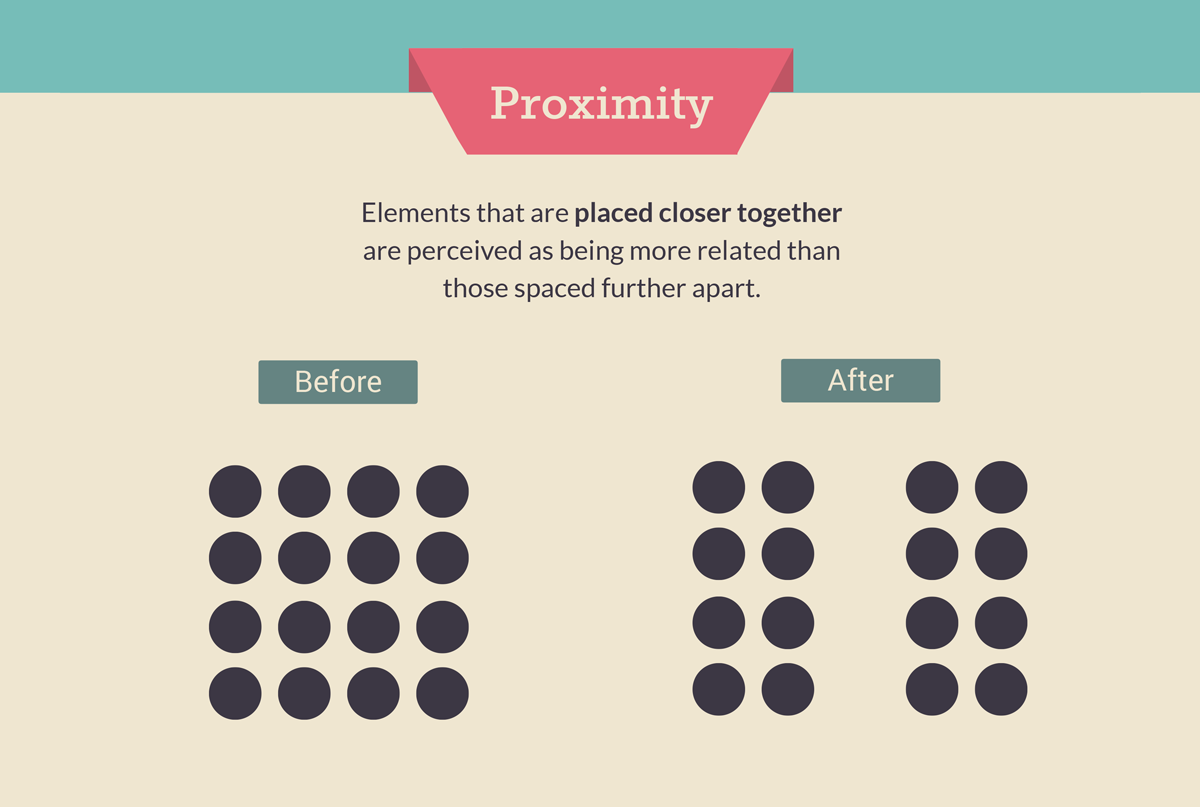 Proximity
Elements that are placed closer together
are perceived as being more related than
those spaced further apart.
Before
After